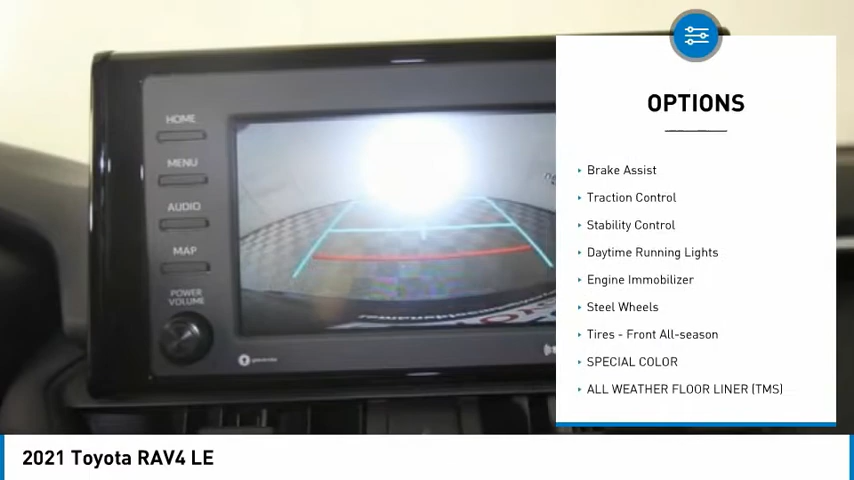 HOME
MENU
AUDIO
MAP
POWER
VOLUME
OPTIONS
Brake Assist
Traction Control
Stability Control
Daytime Running Lights
Engine Immobilizer
Steel Wheels
Tires - Front All-season
SPECIAL COLOR
ALL WEATHER FLOOR LINER (TMS)
2021 Toyota RAV4 LE